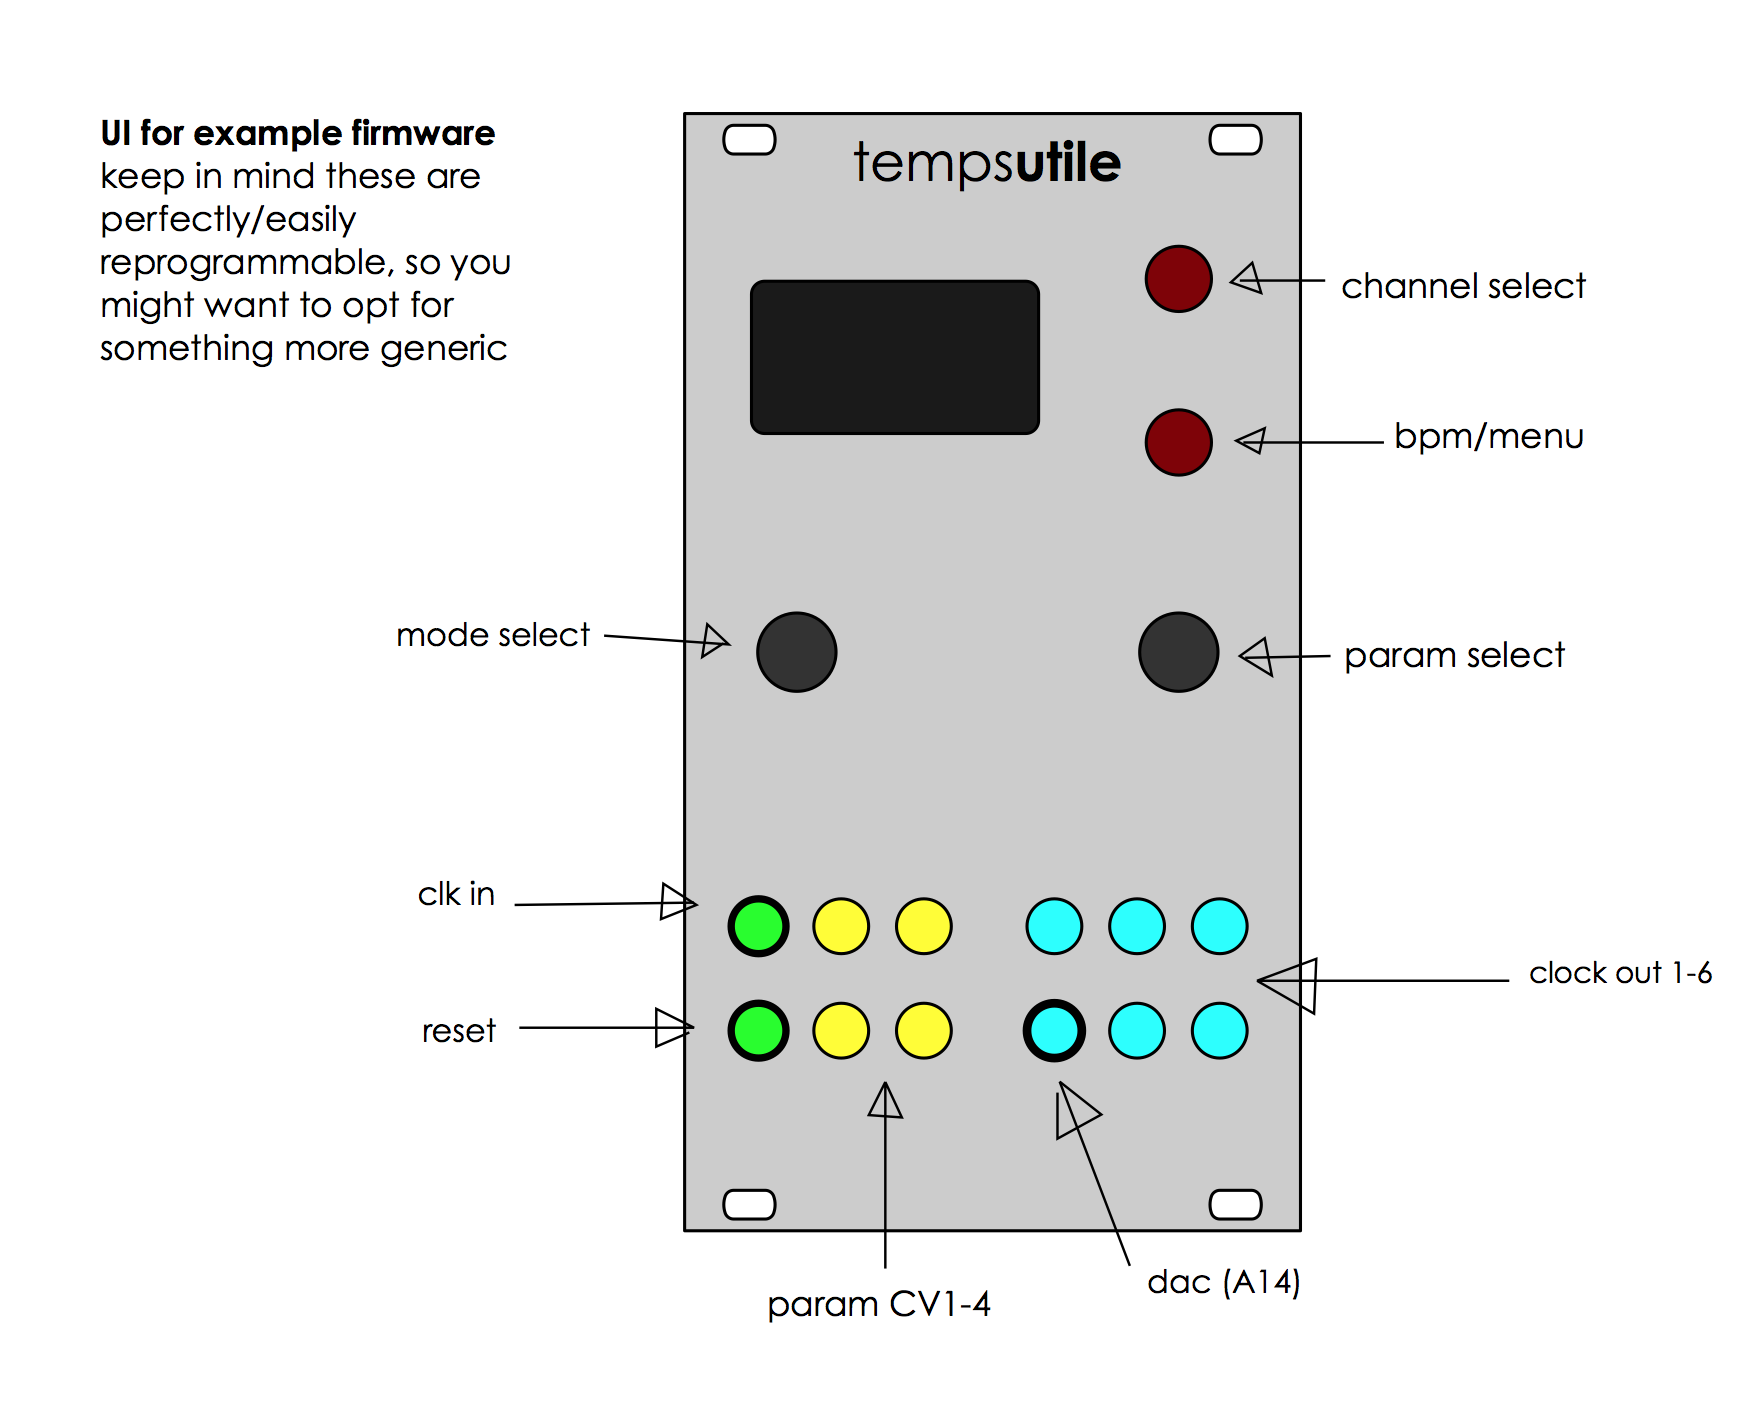 UI for example firmware
keep in mind these are
perfectly/easily
reprogrammable, so you
might want to opt for
something more generic
tempsutile
channel select
bpm/menu
mode select
param select
clk in
clock out 1-6
reset
dac (A14)
param CV1-4